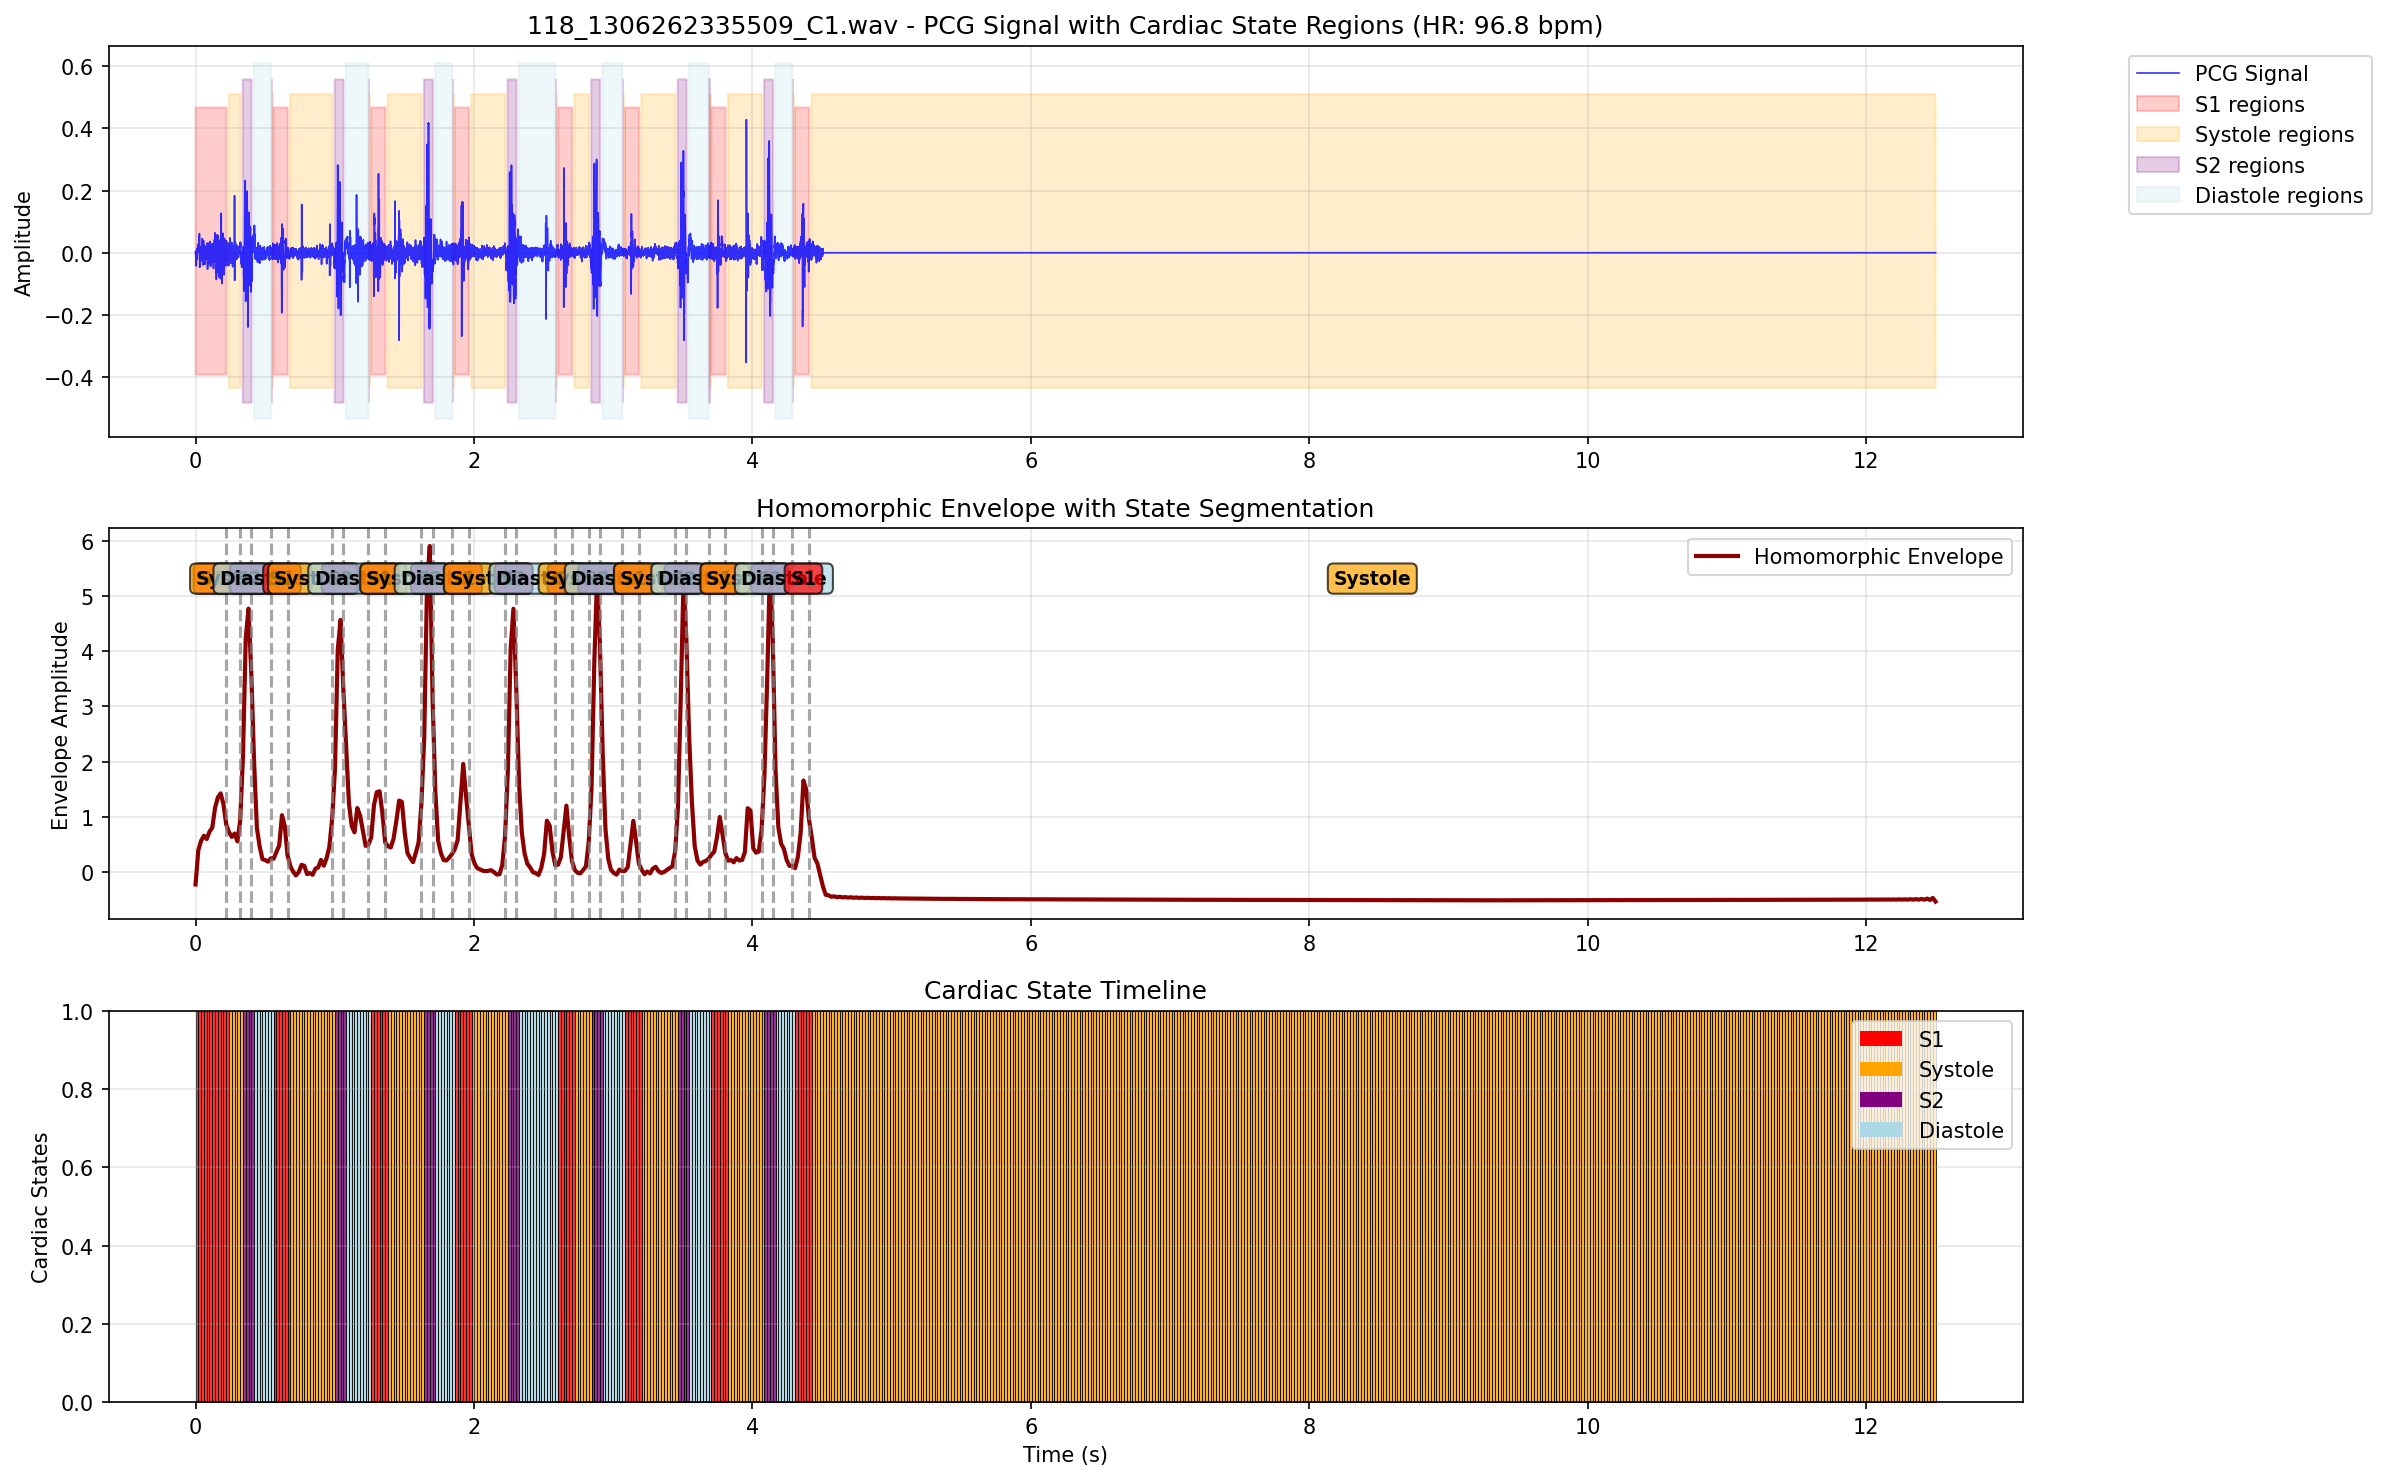 118_1306262335509_C1.wav - PCG Signal with Cardiac State Regions (HR: 96.8 bpm)
Amplitude
0.6
0.4
0.2
0.0
−0.2
−0.4
0 2 4 6 8 10 12
PCG Signal
S1 regions
Systole regions
S2 regions
Diastole regions
Homomorphic Envelope with State Segmentation
Envelope Amplitude
6
5
4
3
2
1
0
Dias Syst Dias Sys Dias Syst Dias Sys Dias Sys Dias Sys Dias S1 Systole
Homomorphic Envelope
0 2 4 6 8 10 12
Cardiac State Timeline
Cardiac States
1.0
0.8
0.6
0.4
0.2
0.0
S1
Systole
S2
Diastole
0 2 4 6 8 10 12
Time (s)